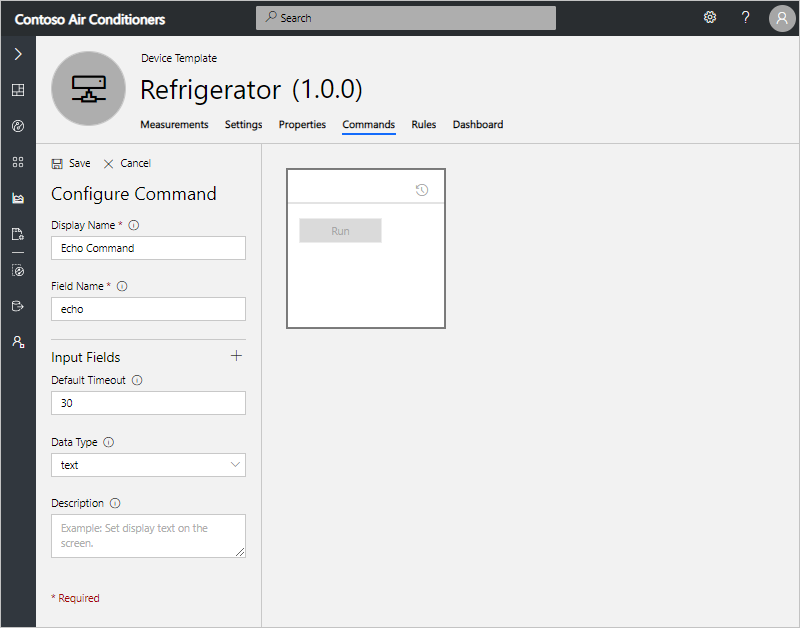 Contoso Air Conditioners
Search
?
Device Template
Refrigerator (1.0.0)
Measurements Settings Properties Commands Rules Dashboard
Save Cancel
Configure Command
Display Name *
Echo Command
Field Name *
echo
Input Fields
Default Timeout
30
Data Type
text
Description
Example: Set display text on the
screen.
* Required
Run